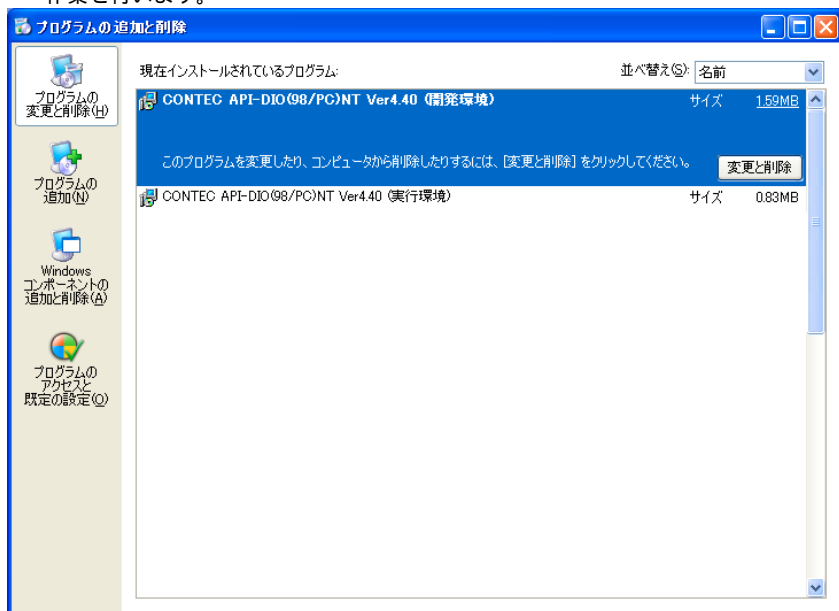 作業を行います。
プログラムの追加と削除
現在インストールされているプログラム:
並べ替え(S): 名前
プログラムの
変更と削除(H)
CONTEC API-DIO(98/PC)NT Ver4.40 (開発環境)
サイズ 1.59MB
このプログラムを変更したり、コンピュータから削除したりするには、[変更と削除] をクリックしてください。
変更と削除
CONTEC API-DIO(98/PC)NT Ver4.40 (実行環境)
サイズ 0.83MB
プログラムの
追加(N)
Windows
コンポーネントの
追加と削除(A)
プログラムの
アクセスと
既定の設定(O)